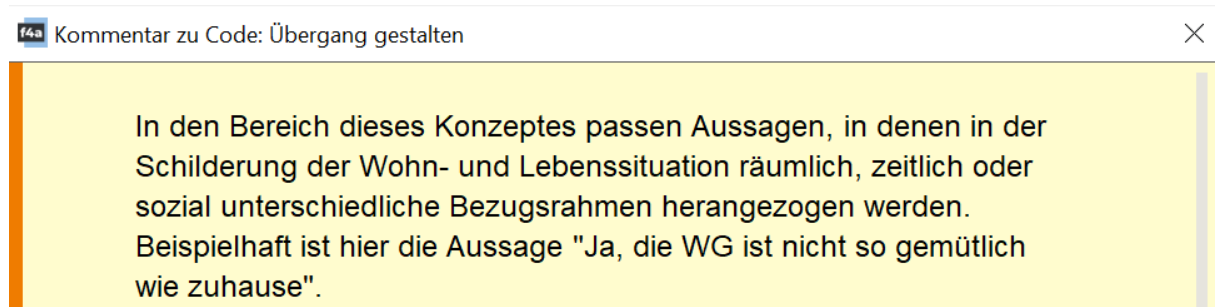 f4a Kommentar zu Code: Übergang gestalten
In den Bereich dieses Konzeptes passen Aussagen, in denen in der
Schilderung der Wohn- und Lebenssituation räumlich, zeitlich oder
sozial unterschiedliche Bezugsrahmen herangezogen werden.
Beispielhaft ist hier die Aussage "Ja, die WG ist nicht so gemütlich
wie zuhause".